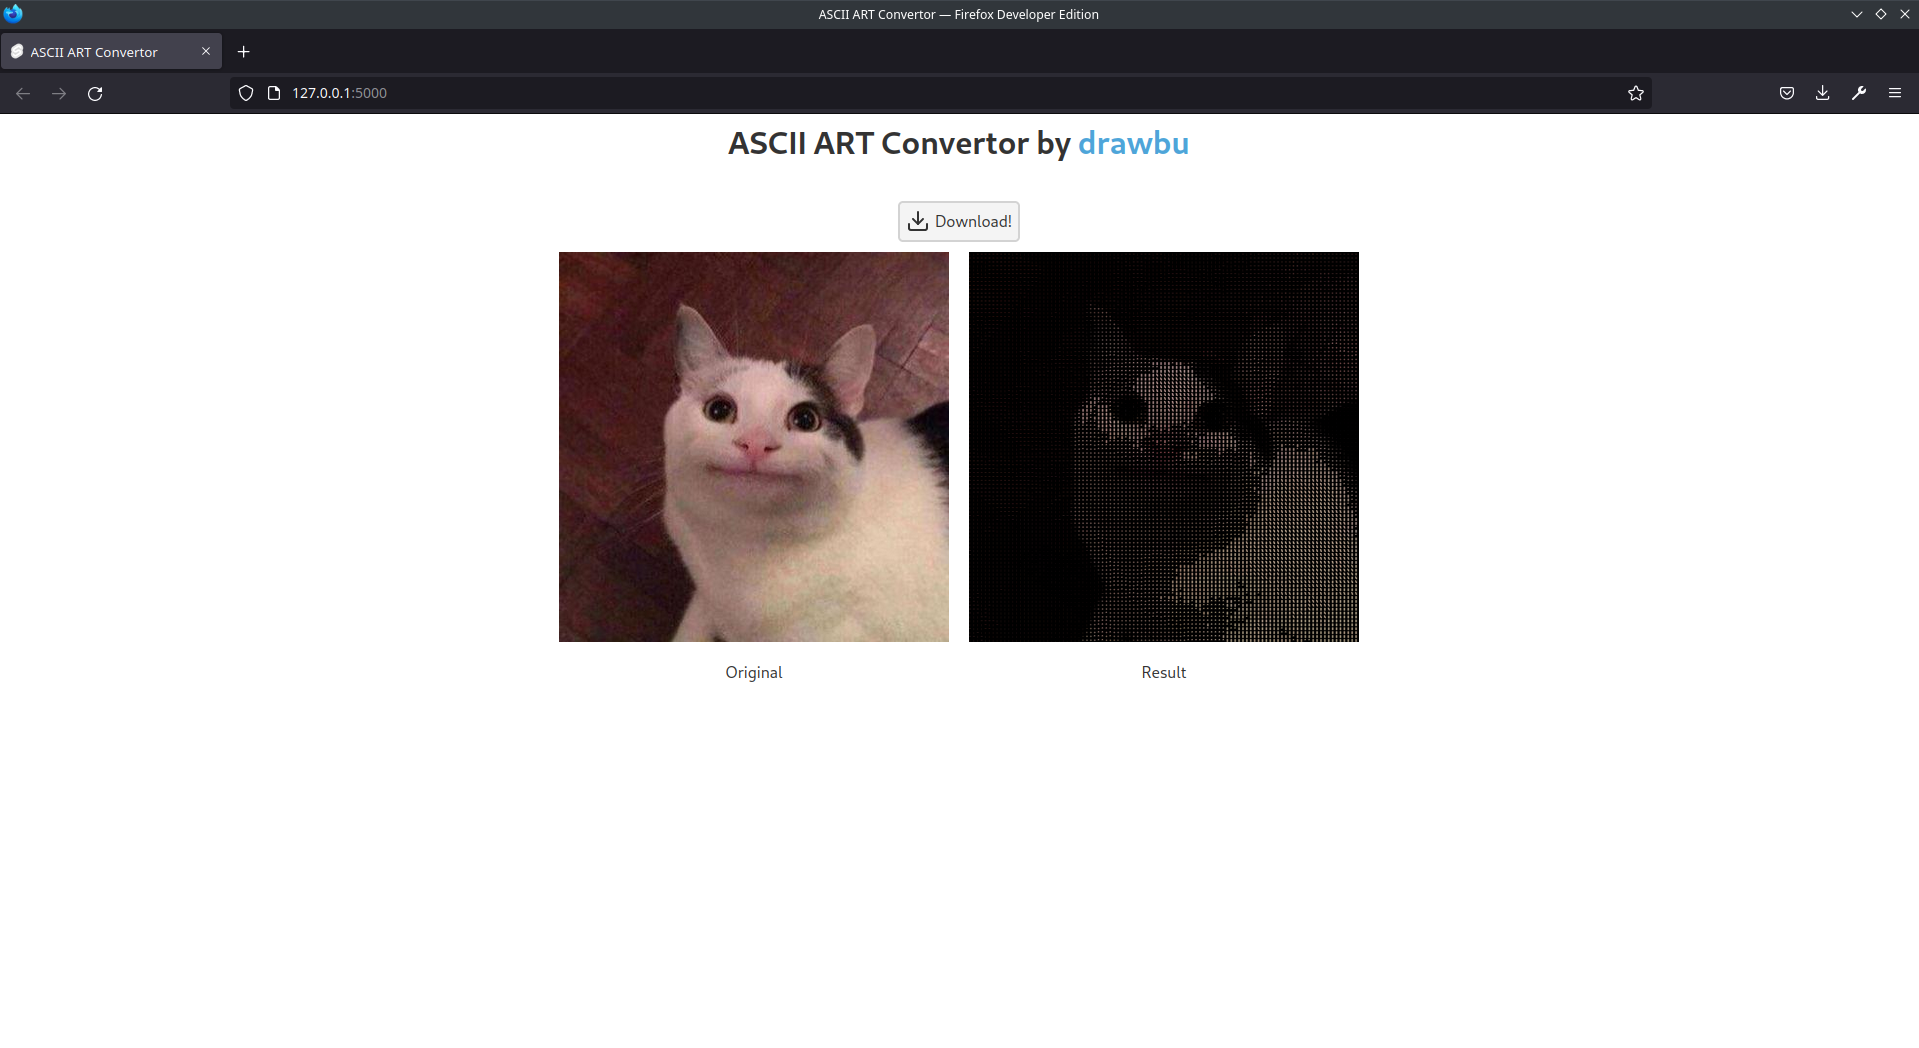 ASCII ART Convertor — Firefox Developer Edition
ASCII ART Convertor
127.0.0.1:5000
ASCII ART Convertor by drawbu
Download!
Original
Result